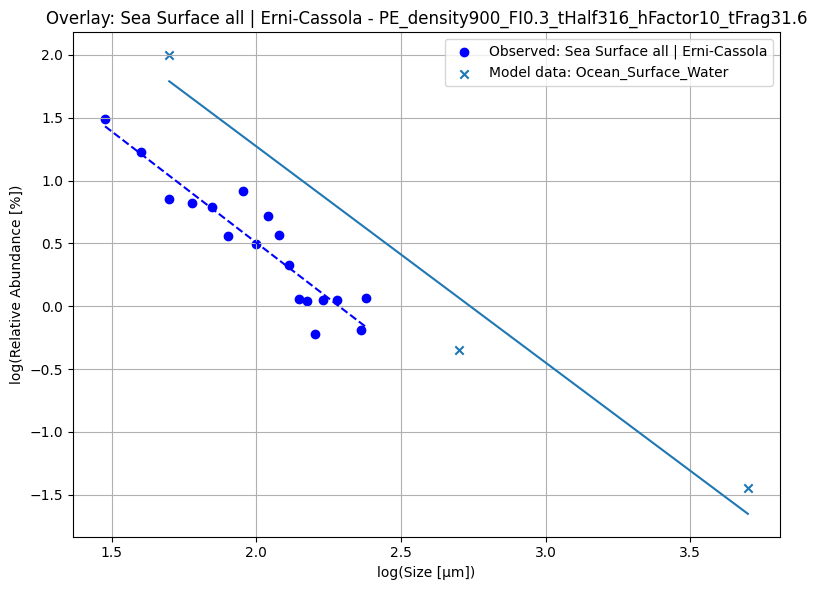 Overlay: Sea Surface all | Erni-Cassola - PE_density900_FI0.3_tHalf316_hFactor10_tFrag31.6
Observed: Sea Surface all | Erni-Cassola
Model data: Ocean_Surface_Water
log(Relative Abundance [%])
2.0
1.5
1.0
0.5
0.0
−0.5
−1.0
−1.5
1.5 2.0 2.5 3.0 3.5
log(Size [µm])